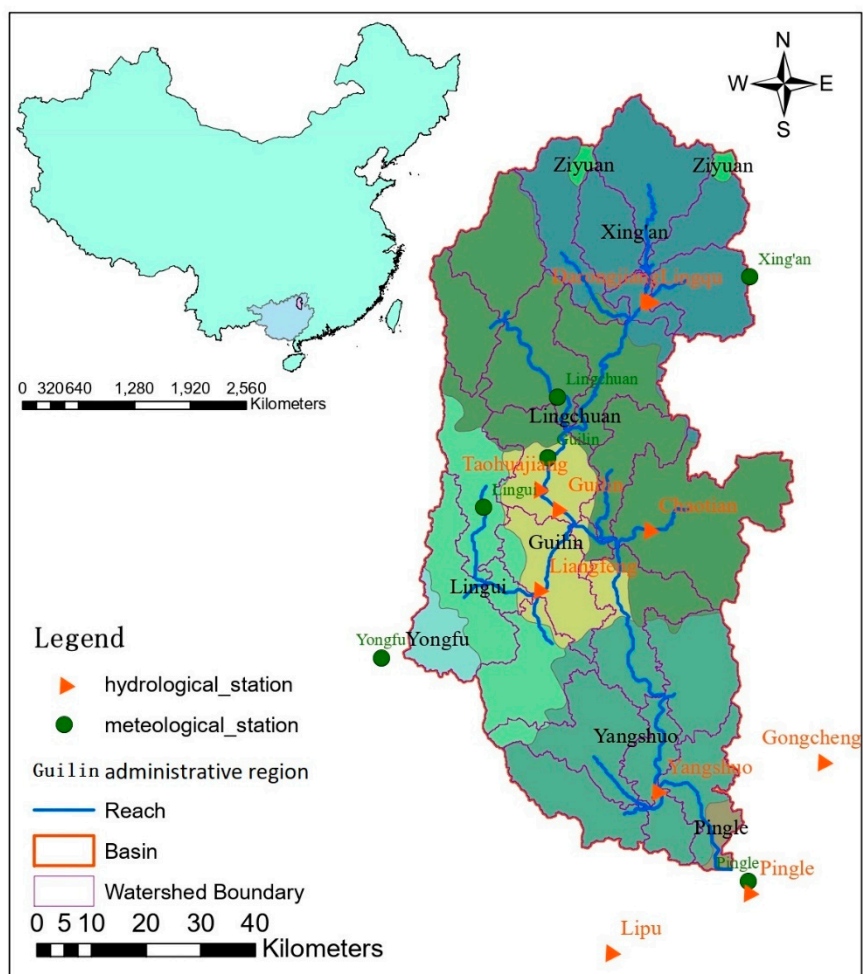 N
W E
S
Ziyuan
Ziyuan
Xing'an
Xing'an
Lingqu
0 320640 1,280 1,920 2,560
Kilometers
Lingchuan
Lingchuan
Guilin
Taohuajiang
Lingui
Guilin
Chaotian
Guilin
Liangfeng
Lingui
Yongfu
Yongfu
Legend
hydrological_station
meteological_station
Guilin administrative region
Reach
Basin
Watershed Boundary
0 5 10 20 30 40
Kilometers
Yangshuo
Gongcheng
Yangshuo
Pingle
Pingle
Pingle
Lipu